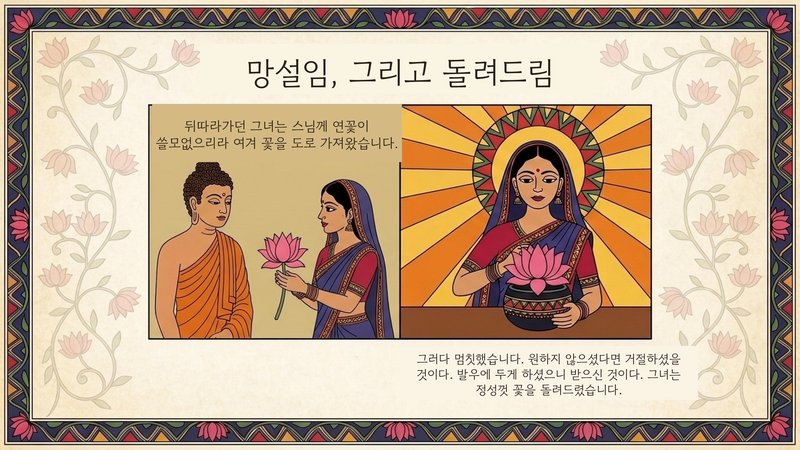 망설임, 그리고 돌려드림
뒤따라가던 그녀는 스님께 연꽃이
쓸모없으리라 여겨 꽃을 도로 가져왔습니다.
그러다 멈칫했습니다. 원하지 않으셨다면 거절하셨을
것이다. 발우에 두게 하셨으니 받으신 것이다. 그녀는
정성껏 꽃을 돌려드렸습니다.